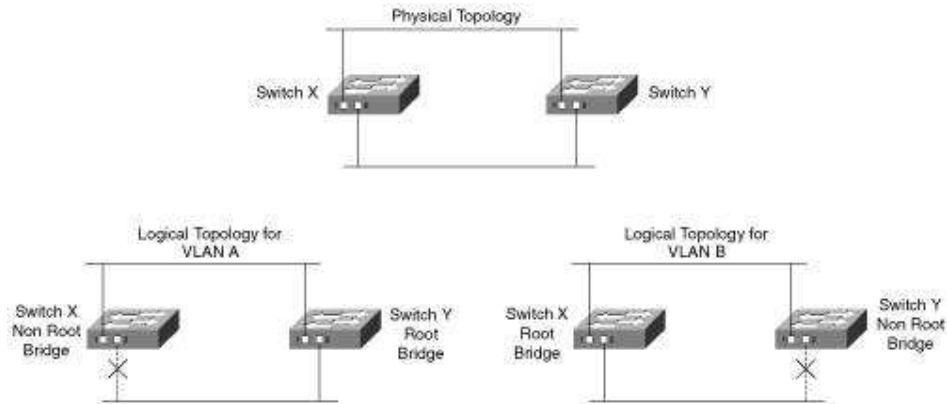 Physical Topology
Switch X
Switch Y
Logical Topology for
VLAN A
Switch X
Non Root
Bridge
Switch Y
Root
Bridge
Logical Topology for
VLAN B
Switch X
Root
Bridge
Switch Y
Non Root
Bridge